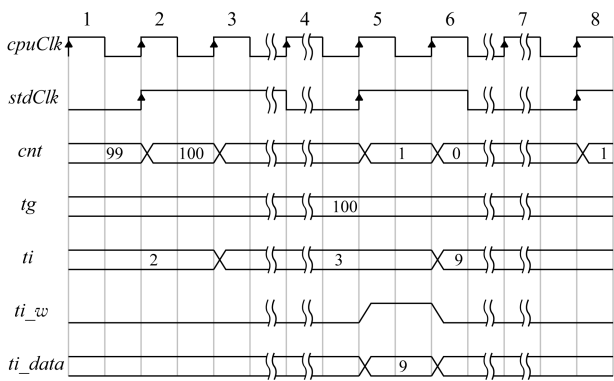 1 2 3 4 5 6 7 8
cpuClk
stdClk
cnt 99 100 1 0 1
tg 100
ti 2 3 9
ti_w
ti_data 9